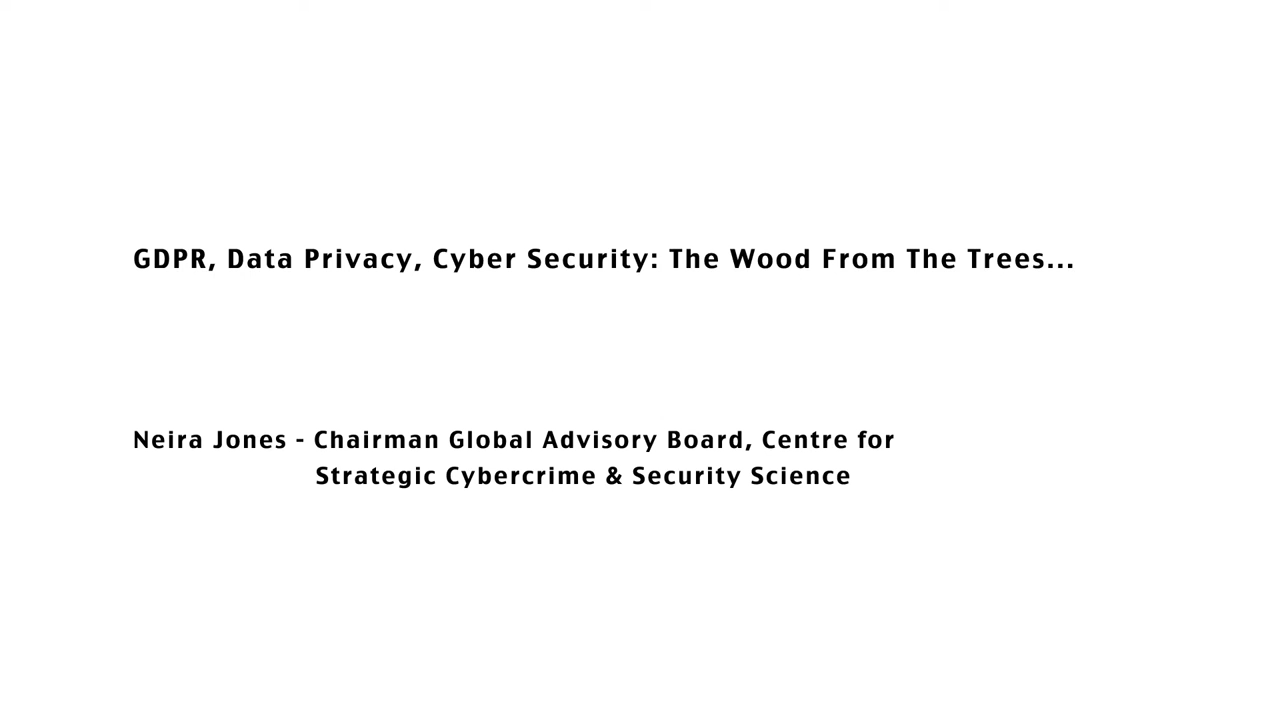 GDPR, Data Privacy, Cyber Security: The Wood From The Trees...
Neira Jones - Chairman Global Advisory Board, Centre for
Strategic Cybercrime & Security Science